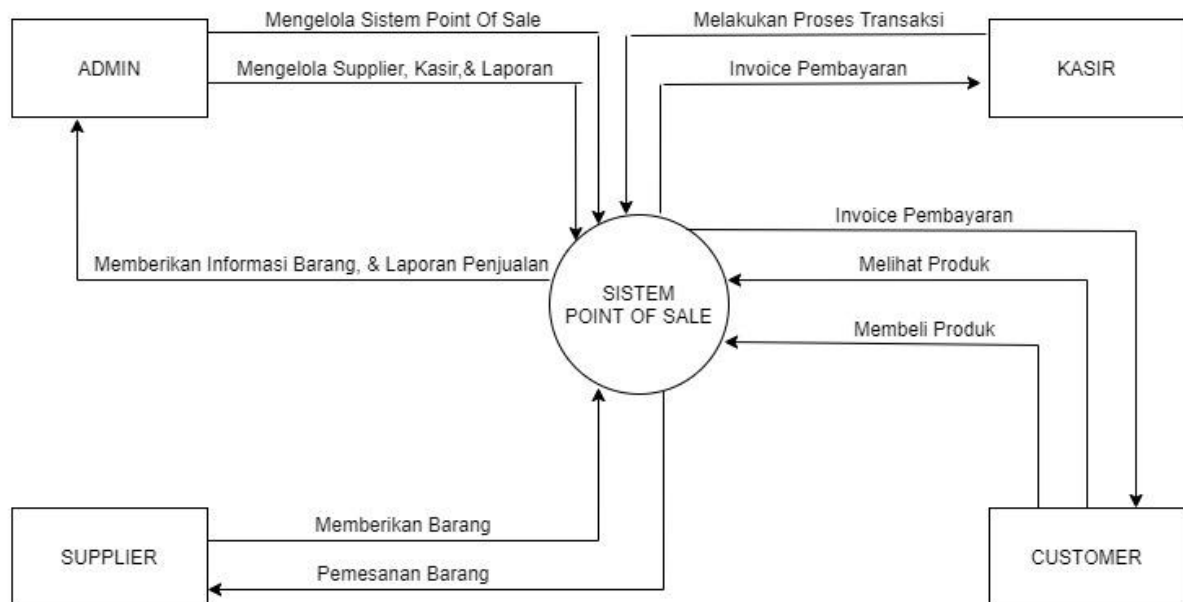 Mengelola Sistem Point Of Sale
Melakukan Proses Transaksi
ADMIN
Mengelola Supplier, Kasir,& Laporan
Invoice Pembayaran
KASIR
Invoice Pembayaran
Memberikan Informasi Barang, & Laporan Penjualan
Melihat Produk
SISTEM
POINT OF SALE
Membeli Produk
Memberikan Barang
SUPPLIER
CUSTOMER
Pemesanan Barang